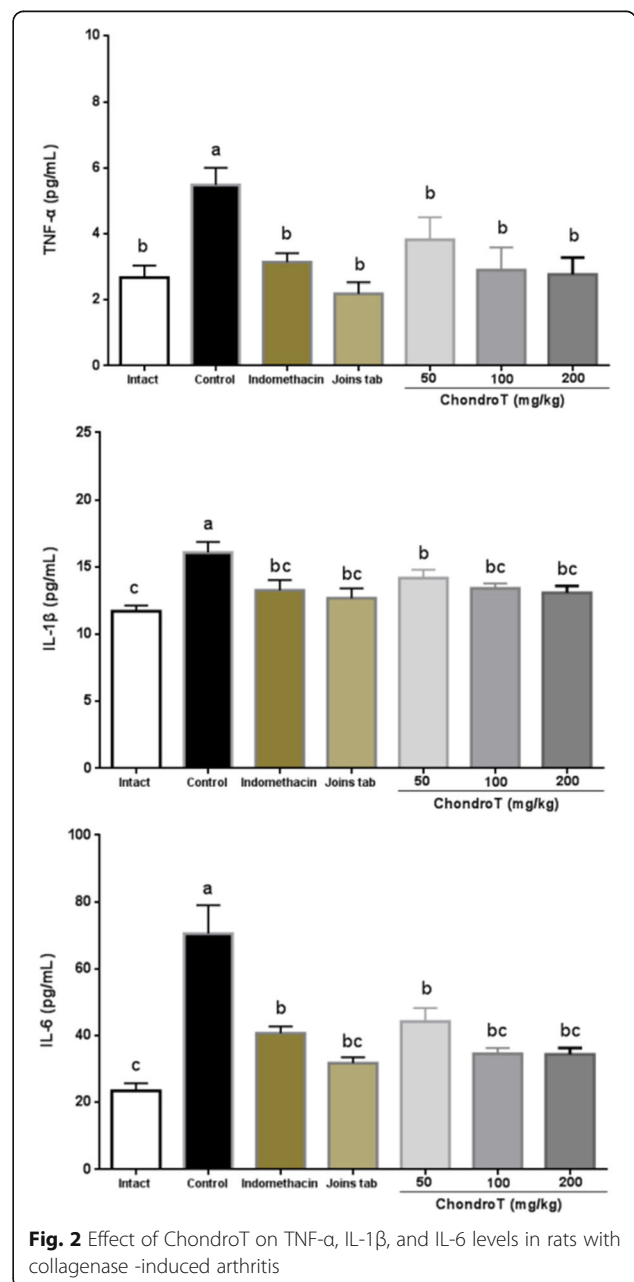 10
8
6
4
2
0
TNF-α (pg/mL)
b
a
b
b
b
b
b
Intact
Control
Indomethacin
Joins tab
50
100
200
ChondroT (mg/kg)
25
20
15
10
5
0
IL-1β (pg/mL)
c
a
bc
bc
b
bc
bc
Intact
Control
Indomethacin
Joins tab
50
100
200
ChondroT (mg/kg)
100
80
60
40
20
0
IL-6 (pg/mL)
c
a
b
bc
b
bc
bc
Intact
Control
Indomethacin
Joins tab
50
100
200
ChondroT (mg/kg)
Fig. 2 Effect of ChondroT on TNF-α, IL-1β, and IL-6 levels in rats with
collagenase -induced arthritis